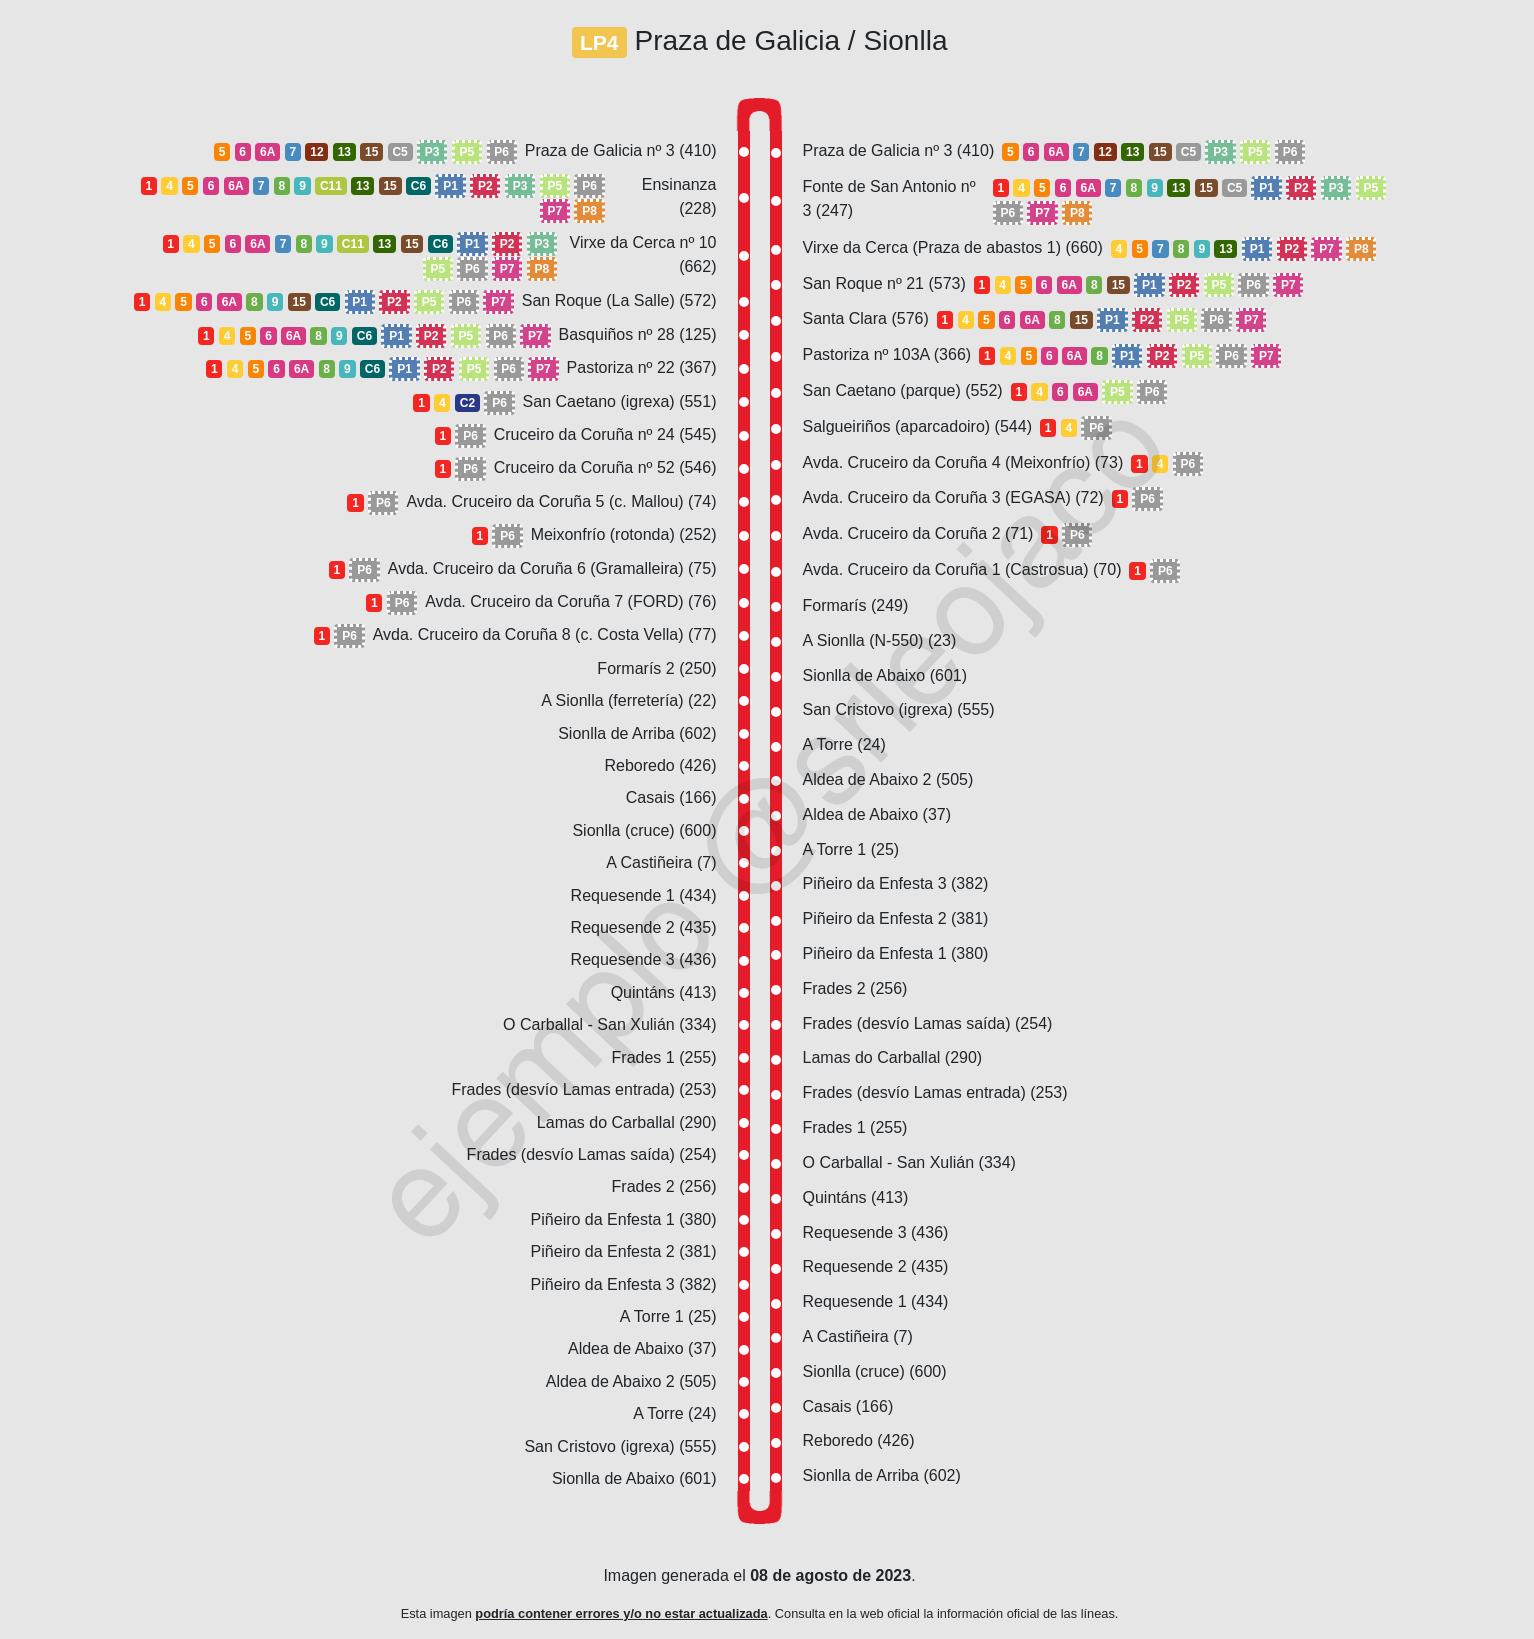 LP4 Praza de Galicia / Sionlla
5 6 6A 7 12 13 15 C5 P3 P5 P6 Praza de Galicia nº 3 (410)
1 4 5 6 6A 7 8 9 C11 13 15 C6 P1 P2 P3 P5 P6 Ensinanza
P7 P8 (228)
1 4 5 6 6A 7 8 9 C11 13 15 C6 P1 P2 P3 Virxe da Cerca nº 10
P5 P6 P7 P8 (662)
1 4 5 6 6A 8 9 15 C6 P1 P2 P5 P6 P7 San Roque (La Salle) (572)
1 4 5 6 6A 8 9 C6 P1 P2 P5 P6 P7 Basquiños nº 28 (125)
1 4 5 6 6A 8 9 C6 P1 P2 P5 P6 P7 Pastoriza nº 22 (367)
1 4 C2 P6 San Caetano (igrexa) (551)
1 P6 Cruceiro da Coruña nº 24 (545)
1 P6 Cruceiro da Coruña nº 52 (546)
1 P6 Avda. Cruceiro da Coruña 5 (c. Mallou) (74)
1 P6 Meixonfrío (rotonda) (252)
1 P6 Avda. Cruceiro da Coruña 6 (Gramalleira) (75)
1 P6 Avda. Cruceiro da Coruña 7 (FORD) (76)
1 P6 Avda. Cruceiro da Coruña 8 (c. Costa Vella) (77)
Formarís 2 (250)
A Sionlla (ferretería) (22)
Sionlla de Arriba (602)
Reboredo (426)
Casais (166)
Sionlla (cruce) (600)
A Castiñeira (7)
Requesende 1 (434)
Requesende 2 (435)
Requesende 3 (436)
Quintáns (413)
O Carballal - San Xulián (334)
Frades 1 (255)
Frades (desvío Lamas entrada) (253)
Lamas do Carballal (290)
Frades (desvío Lamas saída) (254)
Frades 2 (256)
Piñeiro da Enfesta 1 (380)
Piñeiro da Enfesta 2 (381)
Piñeiro da Enfesta 3 (382)
A Torre 1 (25)
Aldea de Abaixo (37)
Aldea de Abaixo 2 (505)
A Torre (24)
San Cristovo (igrexa) (555)
Sionlla de Abaixo (601)
Praza de Galicia nº 3 (410) 5 6 6A 7 12 13 15 C5 P3 P5 P6
Fonte de San Antonio nº 1 4 5 6 6A 7 8 9 13 15 C5 P1 P2 P3 P5
3 (247) P6 P7 P8
Virxe da Cerca (Praza de abastos 1) (660) 4 5 7 8 9 13 P1 P2 P7 P8
San Roque nº 21 (573) 1 4 5 6 6A 8 15 P1 P2 P5 P6 P7
Santa Clara (576) 1 4 5 6 6A 8 15 P1 P2 P5 P6 P7
Pastoriza nº 103A (366) 1 4 5 6 6A 8 P1 P2 P5 P6 P7
San Caetano (parque) (552) 1 4 6 6A P5 P6
Salgueiriños (aparcadoiro) (544) 1 4 P6
Avda. Cruceiro da Coruña 4 (Meixonfrío) (73) 1 4 P6
Avda. Cruceiro da Coruña 3 (EGASA) (72) 1 P6
Avda. Cruceiro da Coruña 2 (71) 1 P6
Avda. Cruceiro da Coruña 1 (Castrosua) (70) 1 P6
Formarís (249)
A Sionlla (N-550) (23)
Sionlla de Abaixo (601)
San Cristovo (igrexa) (555)
A Torre (24)
Aldea de Abaixo 2 (505)
Aldea de Abaixo (37)
A Torre 1 (25)
Piñeiro da Enfesta 3 (382)
Piñeiro da Enfesta 2 (381)
Piñeiro da Enfesta 1 (380)
Frades 2 (256)
Frades (desvío Lamas saída) (254)
Lamas do Carballal (290)
Frades (desvío Lamas entrada) (253)
Frades 1 (255)
O Carballal - San Xulián (334)
Quintáns (413)
Requesende 3 (436)
Requesende 2 (435)
Requesende 1 (434)
A Castiñeira (7)
Sionlla (cruce) (600)
Casais (166)
Reboredo (426)
Sionlla de Arriba (602)
ejemplo @srleojaco
Imagen generada el 08 de agosto de 2023.
Esta imagen podría contener errores y/o no estar actualizada. Consulta en la web oficial la información oficial de las líneas.